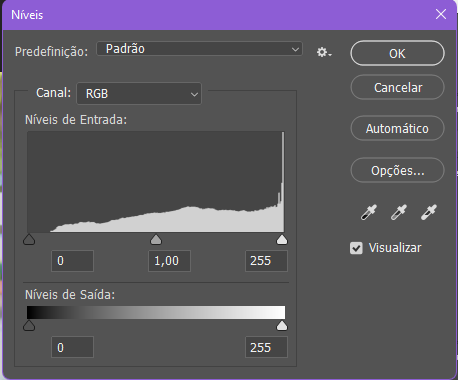 Níveis
Predefinição: Padrão
OK
Canal: RGB
Cancelar
Níveis de Entrada:
Automático
Opções...
0 1,00 255
Visualizar
Níveis de Saída:
0 255